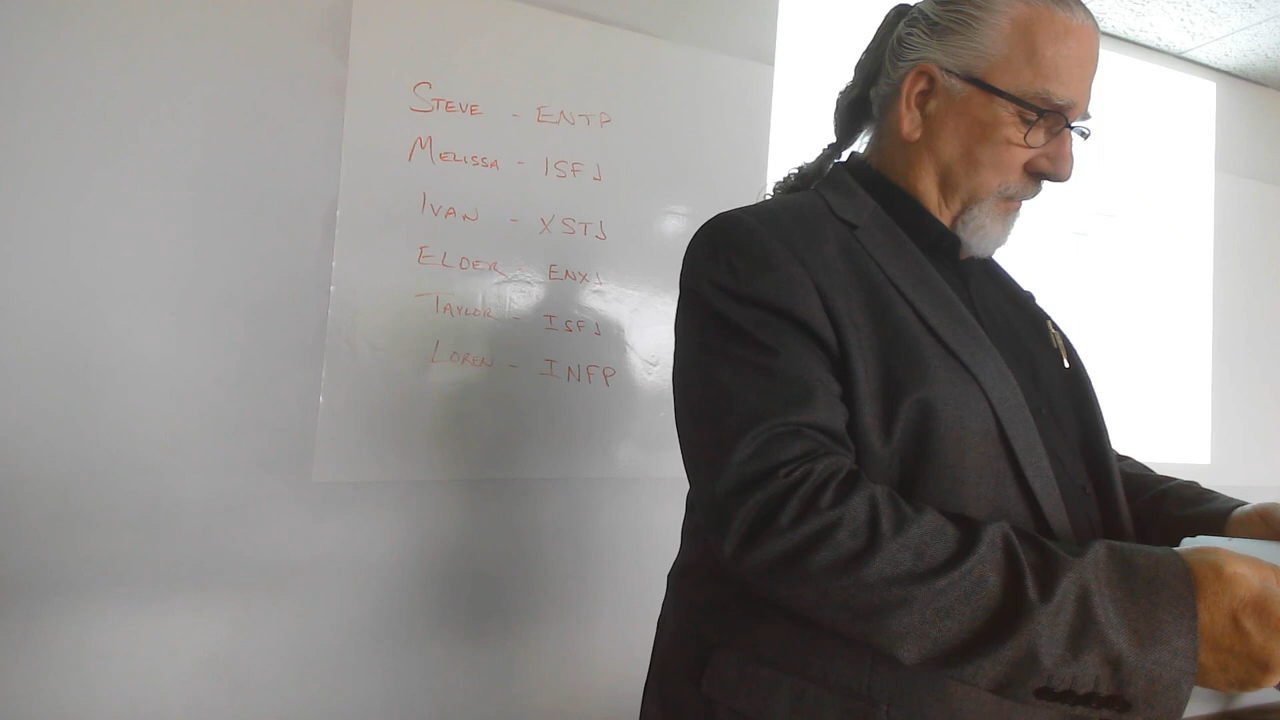 STEVE - ENTP
MELISSA - ISFJ
IVAN - XSTJ
ELDER - ENXJ
TAYLOR - ISFJ
LOREN - INFP